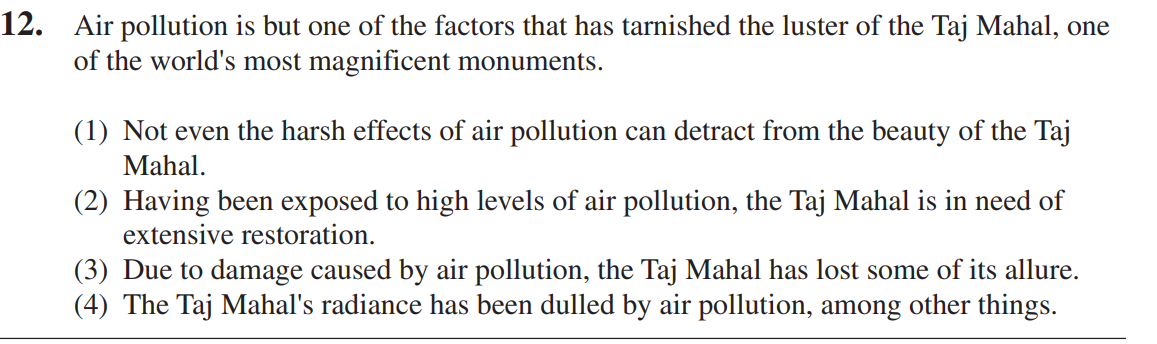 12. Air pollution is but one of the factors that has tarnished the luster of the Taj Mahal, one
of the world's most magnificent monuments.
(1) Not even the harsh effects of air pollution can detract from the beauty of the Taj
Mahal.
(2) Having been exposed to high levels of air pollution, the Taj Mahal is in need of
extensive restoration.
(3) Due to damage caused by air pollution, the Taj Mahal has lost some of its allure.
(4) The Taj Mahal's radiance has been dulled by air pollution, among other things.